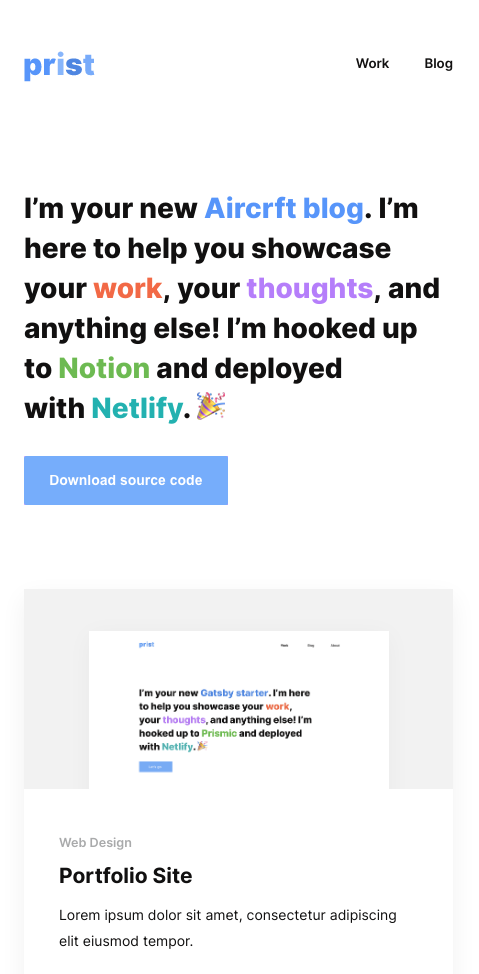 prist
Work Blog
I’m your new Aircrft blog. I’m
here to help you showcase
your work, your thoughts, and
anything else! I’m hooked up
to Notion and deployed
with Netlify. 🎉
Download source code
prist
Work Blog About
I’m your new Gatsby starter. I’m here
to help you showcase your work,
your thoughts, and anything else! I’m
hooked up to Prismic and deployed
with Netlify. 🎉
Web Design
Portfolio Site
Lorem ipsum dolor sit amet, consectetur adipiscing
elit eiusmod tempor.